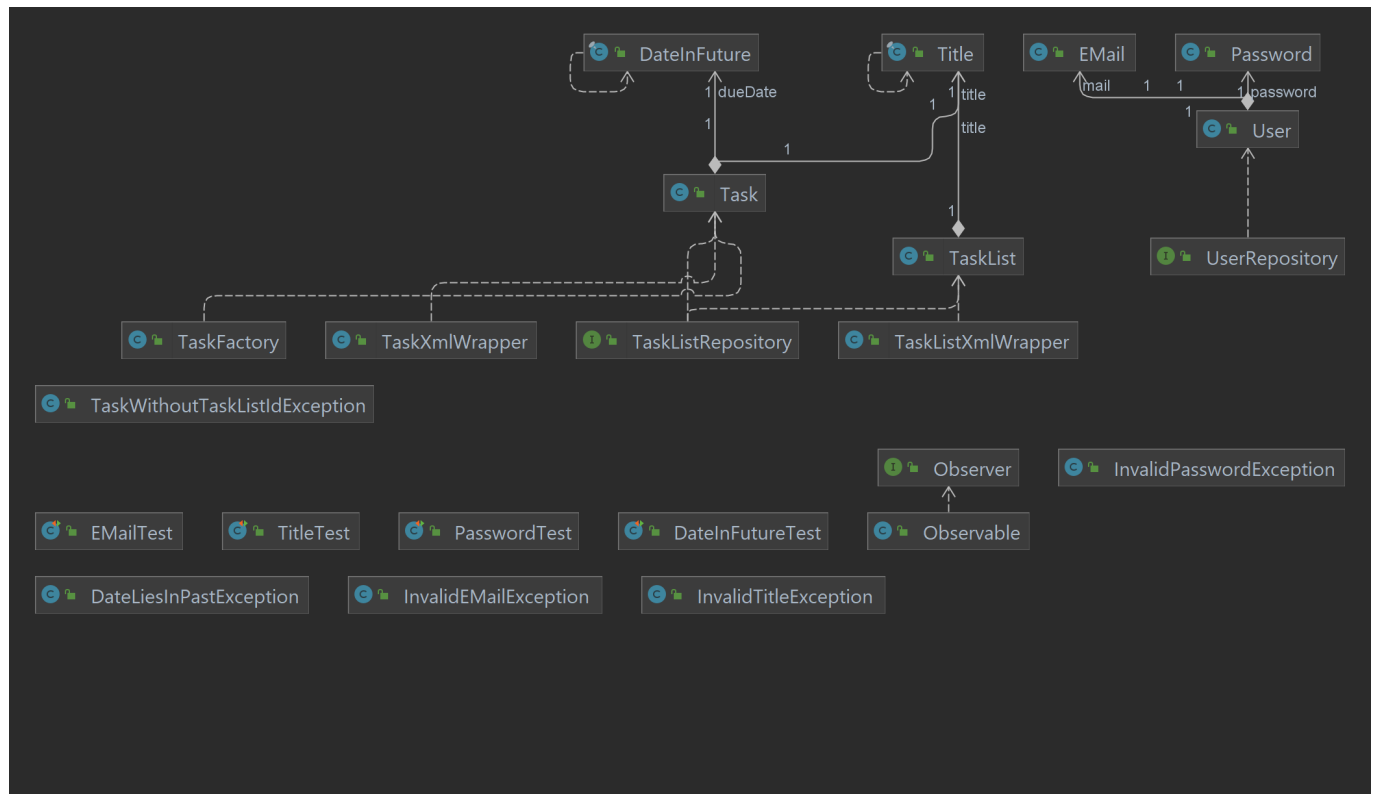 DateInFuture
Title
EMail
Password
1 dueDate
1 title
mail 1 1
1 password
1
1
1
title
1
User
1
Task
1
TaskList
UserRepository
TaskFactory
TaskXmlWrapper
TaskListRepository
TaskListXmlWrapper
TaskWithoutTaskListIdException
Observer
InvalidPasswordException
EMailTest
TitleTest
PasswordTest
DateInFutureTest
Observable
DateLiesInPastException
InvalidEMailException
InvalidTitleException